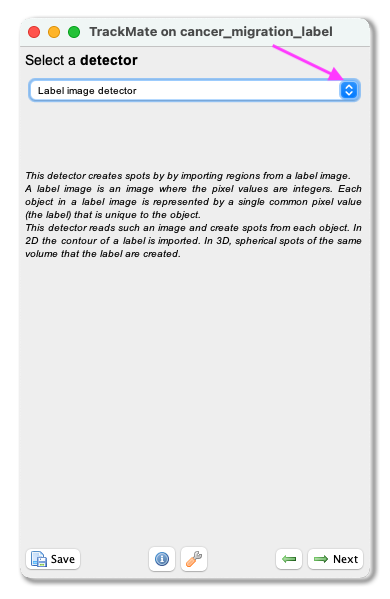 TrackMate on cancer_migration_label
Select a detector
Label image detector
This detector creates spots by by importing regions from a label image.
A label image is an image where the pixel values are integers. Each
object in a label image is represented by a single common pixel value
(the label) that is unique to the object.
This detector reads such an image and create spots from each object. In
2D the contour of a label is imported. In 3D, spherical spots of the same
volume that the label are created.
Save
Next